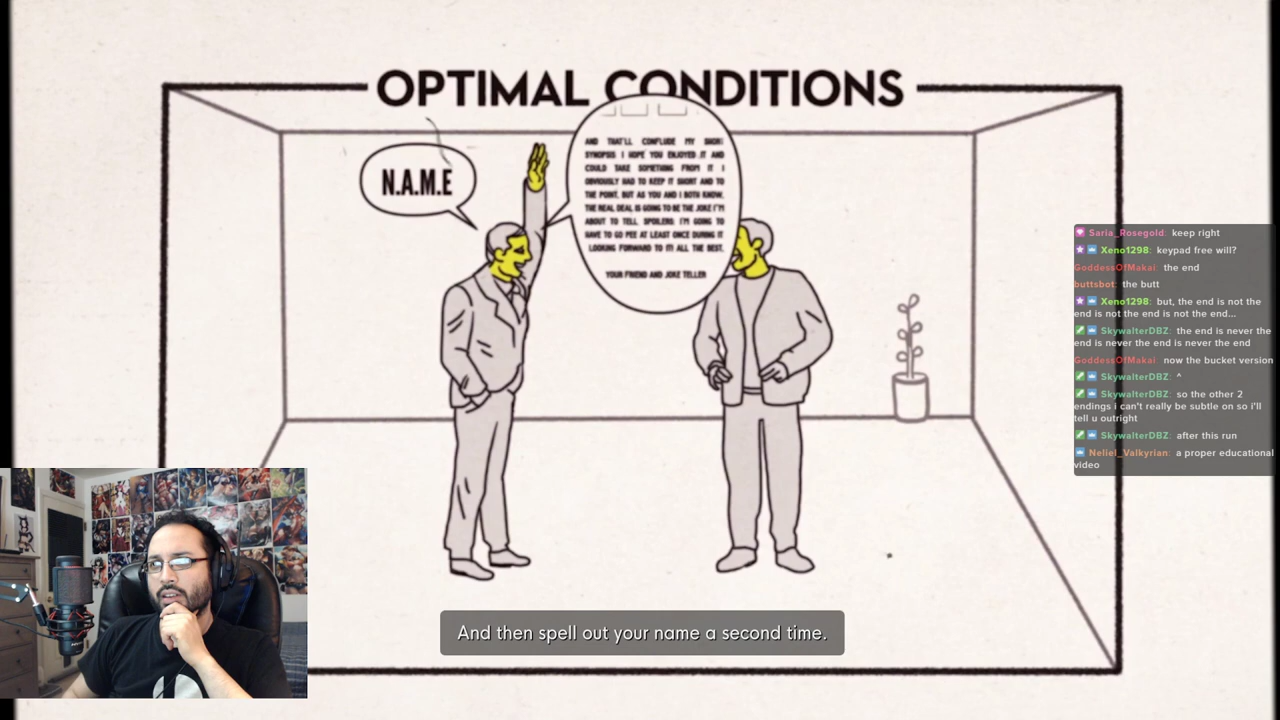 OPTIMAL CONDITIONS
N.A.M.E
AND THAT'LL CONFLUDE MY SHORT
SYNOPSIS. I HOPE YOU ENJOYED IT AND
COULD TAKE SOMETHING FROM IT. I
OBVIOUSLY HAD TO KEEP IT SHORT AND TO
THE POINT, BUT AS YOU AND I BOTH KNOW,
THE REAL DEAL IS GOING TO BE THE JOKE I'M
ABOUT TO TELL. SPOILERS: I'M GOING TO
HAVE TO GO PEE AT LEAST ONCE DURING IT
LOOKING FORWARD TO IT! ALL THE BEST.
YOUR FRIEND AND JOKE TELLER
And then spell out your name a second time.
Saria_Rosegold: keep right
Xeno1298: keypad free will?
GoddessOfMakai: the end
buttsbot: the butt
Xeno1298: but, the end is not the
end is not the end is not the end...
SkywalterDBZ: the end is never the
end is never the end is never the end
GoddessOfMakai: now the bucket version
SkywalterDBZ: ^
SkywalterDBZ: so the other 2
endings i can't really be subtle on so i'll
tell u outright
SkywalterDBZ: after this run
Neliel_Valkyrian: a proper educational
video